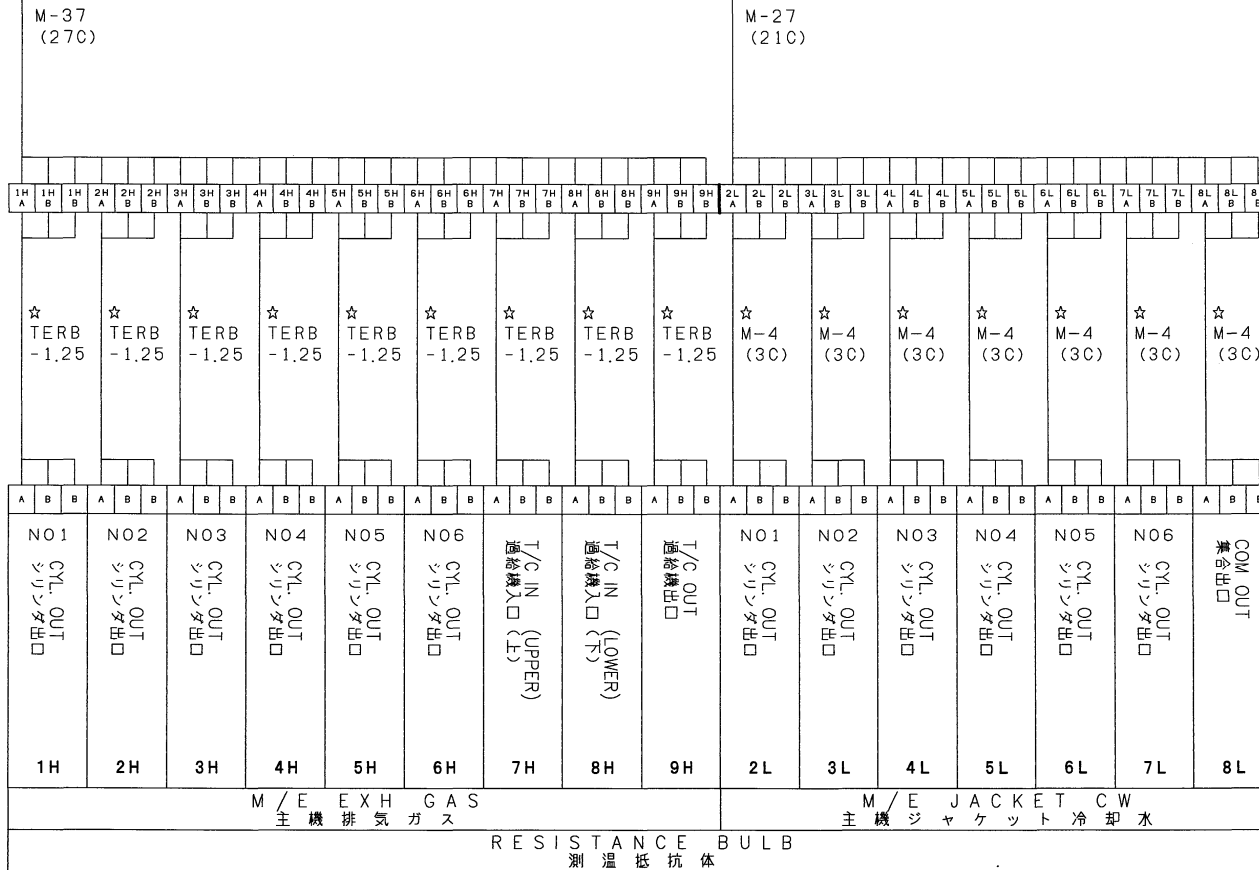 M-37
(27C)
M-27
(21C)
1H 1H 1H 2H 2H 2H 3H 3H 3H 4H 4H 4H 5H 5H 5H 6H 6H 6H 7H 7H 7H 8H 8H 8H 9H 9H 9H 2L 2L 2L 3L 3L 3L 4L 4L 4L 5L 5L 5L 6L 6L 6L 7L 7L 7L 8L 8L 8
A B B A B B A B B A B B A B B A B B A B B A B B A B B A B B A B B A B B A B B A B B A B B A B B
☆ ☆ ☆ ☆ ☆ ☆ ☆ ☆ ☆ ☆ ☆ ☆ ☆ ☆ ☆ ☆
TERB TERB TERB TERB TERB TERB TERB TERB TERB M-4 M-4 M-4 M-4 M-4 M-4 M-4
-1.25 -1.25 -1.25 -1.25 -1.25 -1.25 -1.25 -1.25 -1.25 (3C) (3C) (3C) (3C) (3C) (3C) (3C)
A B B A B B A B B A B B A B B A B B A B B A B B A B B A B B A B B A B B A B B A B B A B B A B B
NO1
CYL. OUT
シリンダ出口
1H
NO2
CYL. OUT
シリンダ出口
2H
NO3
CYL. OUT
シリンダ出口
3H
NO4
CYL. OUT
シリンダ出口
4H
NO5
CYL. OUT
シリンダ出口
5H
NO6
CYL. OUT
シリンダ出口
6H
T/C IN (UPPER)
過給機入口(上)
7H
T/C IN (LOWER)
過給機入口(下)
8H
T/C OUT
過給機出口
9H
NO1
CYL. OUT
シリンダ出口
2L
NO2
CYL. OUT
シリンダ出口
3L
NO3
CYL. OUT
シリンダ出口
4L
NO4
CYL. OUT
シリンダ出口
5L
NO5
CYL. OUT
シリンダ出口
6L
NO6
CYL. OUT
シリンダ出口
7L
COM OUT
集合出口
8L
M/E EXH GAS
主機排気ガス
M/E JACKET CW
主機ジャケット冷却水
RESISTANCE BULB
測温抵抗体